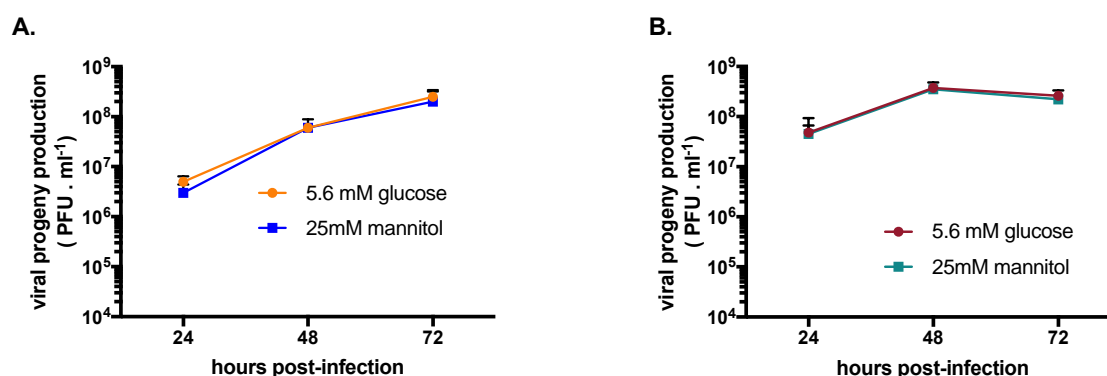 A.
viral progeny production
( PFU . ml⁻¹)
10⁹
10⁸
10⁷
10⁶
10⁵
10⁴
5.6 mM glucose
25mM mannitol
24
48
72
hours post-infection
B.
viral progeny production
( PFU . ml⁻¹)
10⁹
10⁸
10⁷
10⁶
10⁵
10⁴
5.6 mM glucose
25mM mannitol
24
48
72
hours post-infection